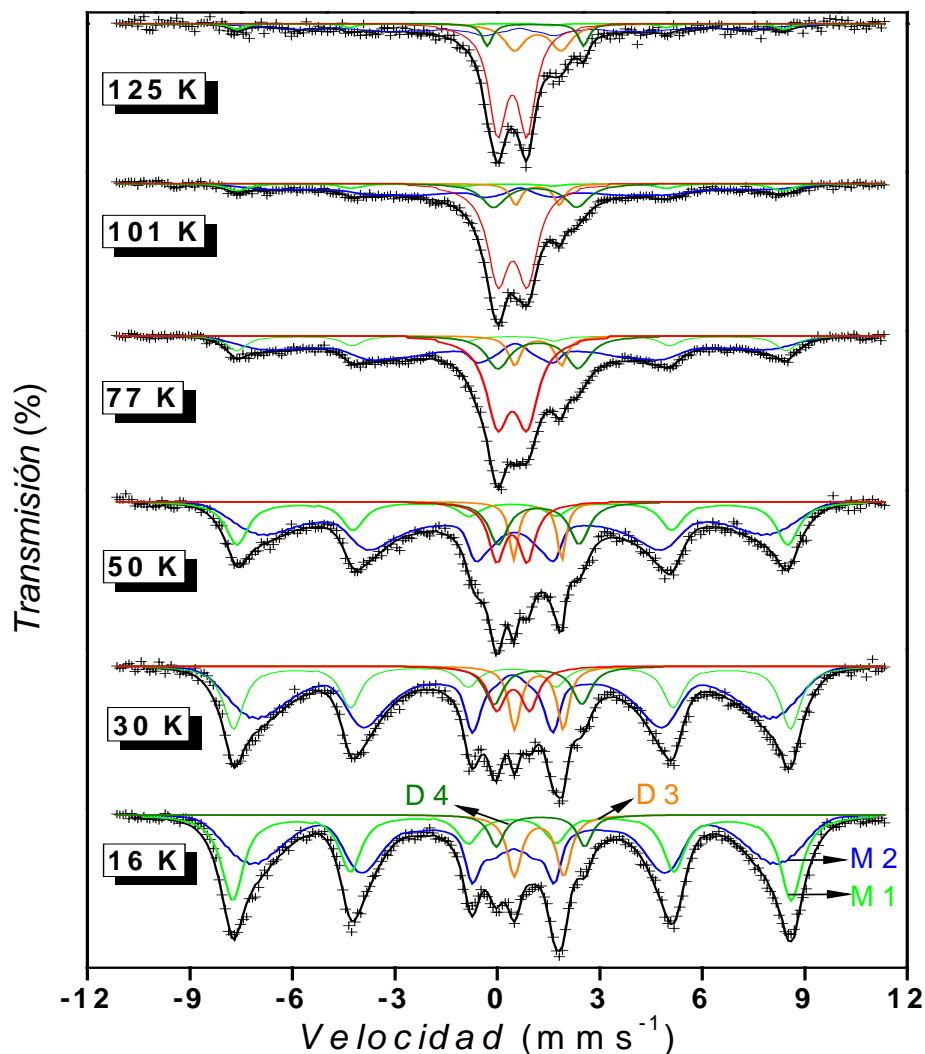 125 K
101 K
77 K
50 K
30 K
16 K
D 4
D 3
M 2
M 1
Transmisión (%)
-12 -9 -6 -3 0 3 6 9 12
Velocidad (mm s⁻¹)